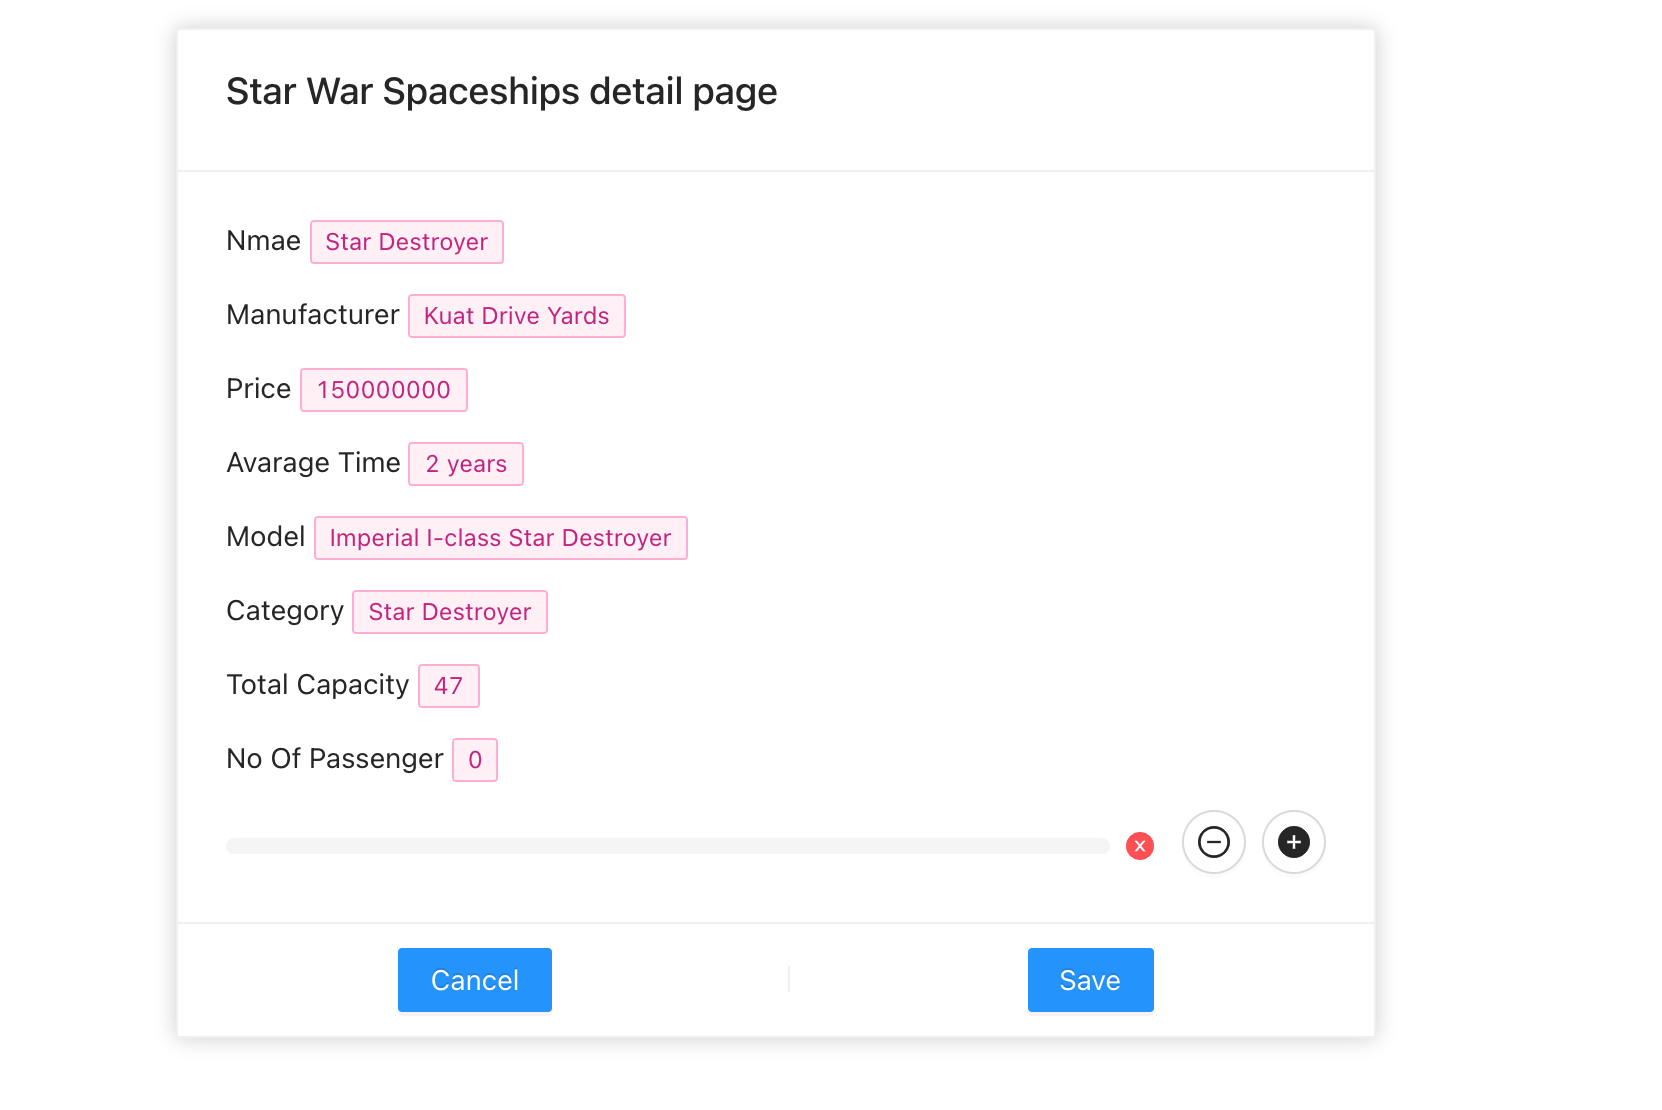 Star War Spaceships detail page
Nmae Star Destroyer
Manufacturer Kuat Drive Yards
Price 150000000
Avarage Time 2 years
Model Imperial I-class Star Destroyer
Category Star Destroyer
Total Capacity 47
No Of Passenger 0
Cancel Save